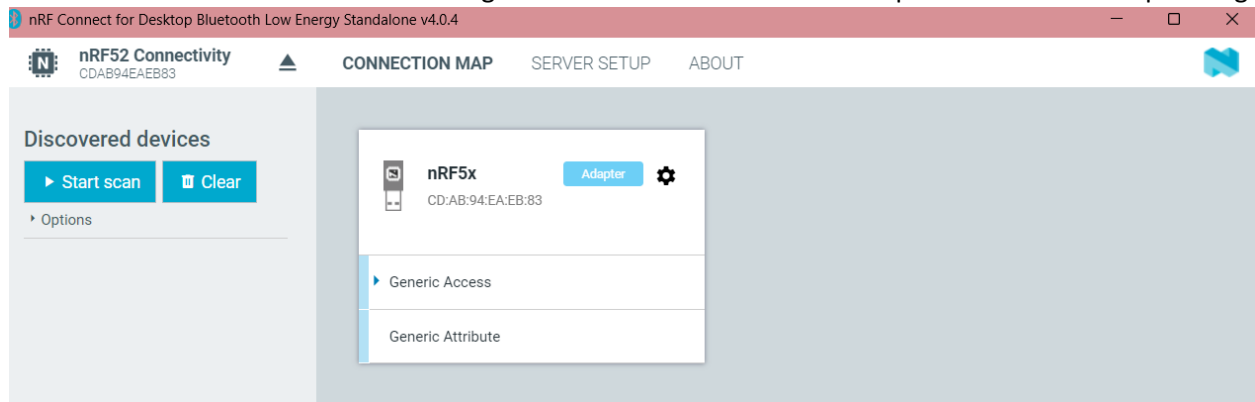 nRF Connect for Desktop Bluetooth Low Energy Standalone v4.0.4
nRF52 Connectivity
CDAB94EAEB83
CONNECTION MAP SERVER SETUP ABOUT
Discovered devices
Start scan Clear
Options
nRF5x Adapter
CD:AB:94:EA:EB:83
Generic Access
Generic Attribute